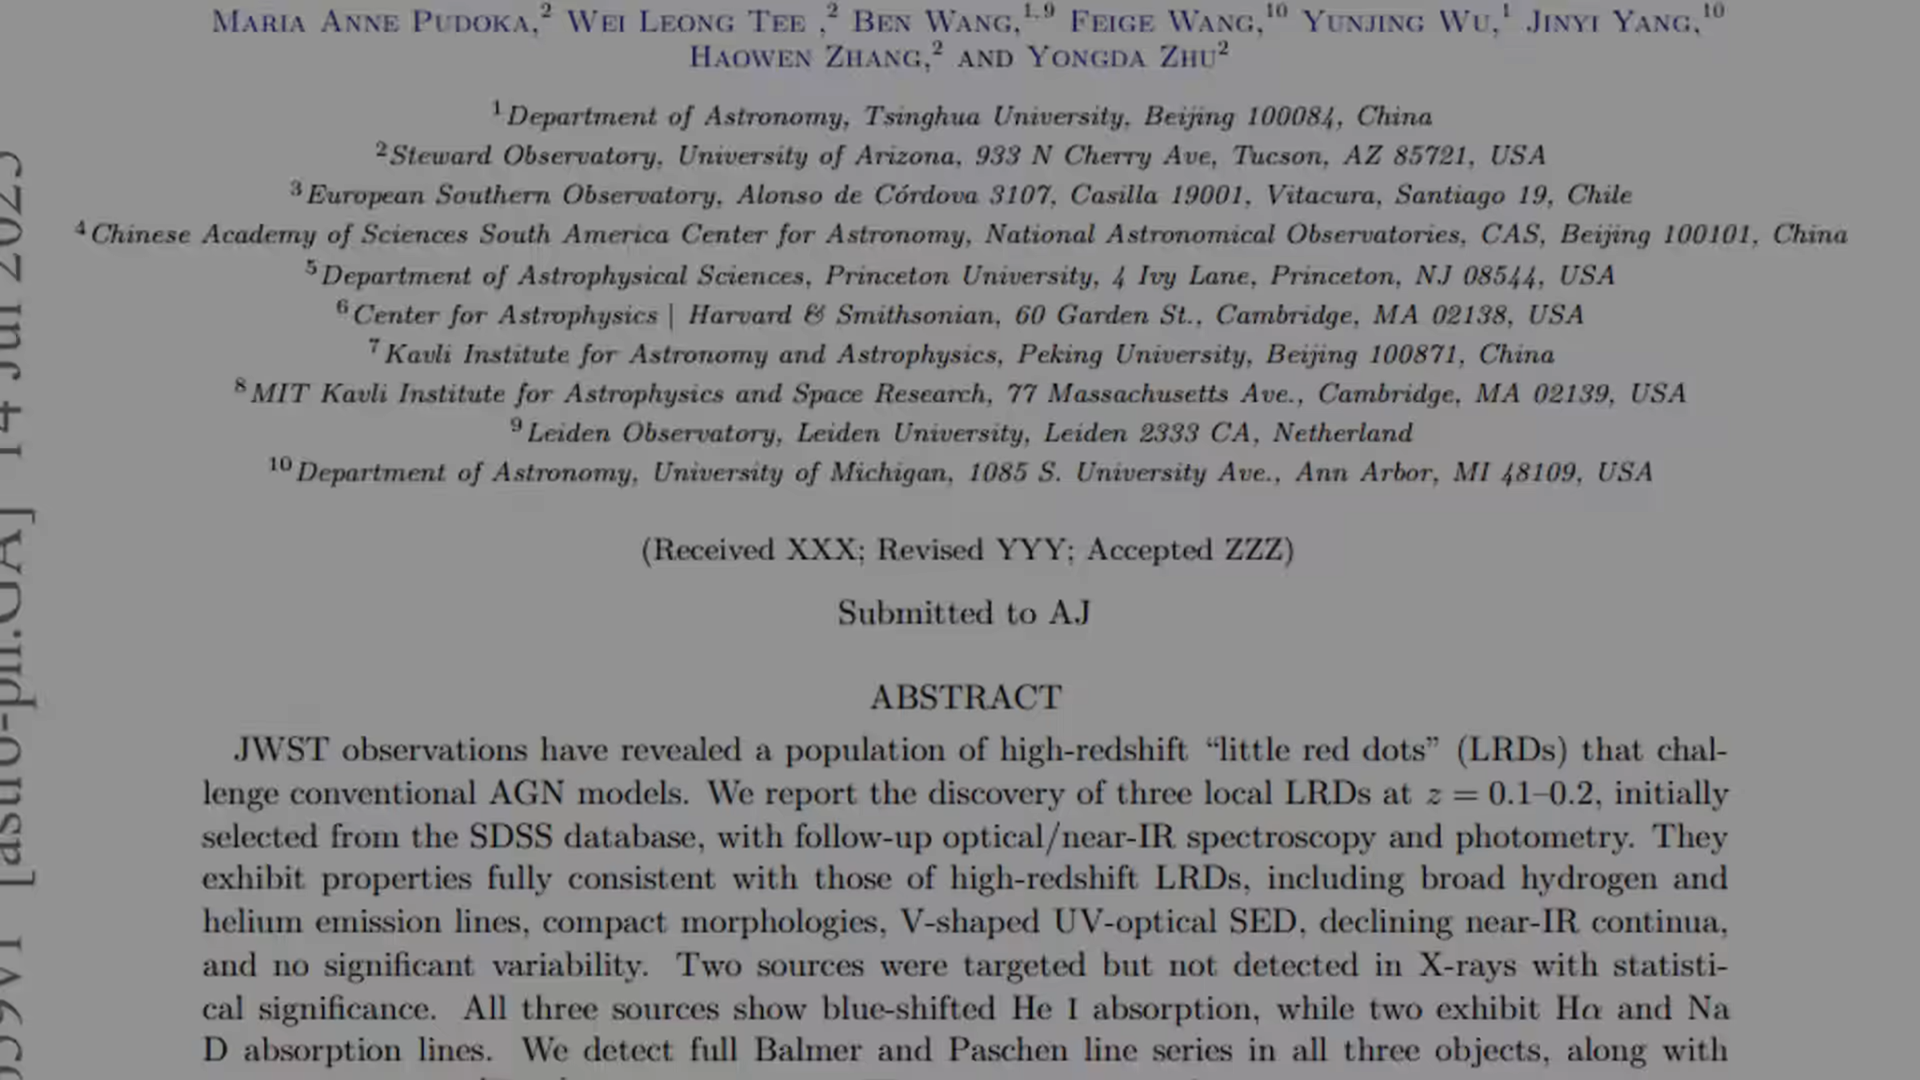 MARIA ANNE PUDOKA,2 WEI LEONG TEE ,2 BEN WANG,1,9 FEIGE WANG,10 YUNJING WU,1 JINYI YANG,10
HAOWEN ZHANG,2 AND YONGDA ZHU2
1Department of Astronomy, Tsinghua University, Beijing 100084, China
2Steward Observatory, University of Arizona, 933 N Cherry Ave, Tucson, AZ 85721, USA
3European Southern Observatory, Alonso de Córdova 3107, Casilla 19001, Vitacura, Santiago 19, Chile
4Chinese Academy of Sciences South America Center for Astronomy, National Astronomical Observatories, CAS, Beijing 100101, China
5Department of Astrophysical Sciences, Princeton University, 4 Ivy Lane, Princeton, NJ 08544, USA
6Center for Astrophysics | Harvard & Smithsonian, 60 Garden St., Cambridge, MA 02138, USA
7Kavli Institute for Astronomy and Astrophysics, Peking University, Beijing 100871, China
8MIT Kavli Institute for Astrophysics and Space Research, 77 Massachusetts Ave., Cambridge, MA 02139, USA
9Leiden Observatory, Leiden University, Leiden 2333 CA, Netherland
10Department of Astronomy, University of Michigan, 1085 S. University Ave., Ann Arbor, MI 48109, USA
(Received XXX; Revised YYY; Accepted ZZZ)
Submitted to AJ
ABSTRACT
JWST observations have revealed a population of high-redshift “little red dots” (LRDs) that chal-
lenge conventional AGN models. We report the discovery of three local LRDs at z = 0.1–0.2, initially
selected from the SDSS database, with follow-up optical/near-IR spectroscopy and photometry. They
exhibit properties fully consistent with those of high-redshift LRDs, including broad hydrogen and
helium emission lines, compact morphologies, V-shaped UV-optical SED, declining near-IR continua,
and no significant variability. Two sources were targeted but not detected in X-rays with statisti-
cal significance. All three sources show blue-shifted He I absorption, while two exhibit Hα and Na
D absorption lines. We detect full Balmer and Paschen line series in all three objects, along with
[astro-ph.GA] 14 Jul 2025